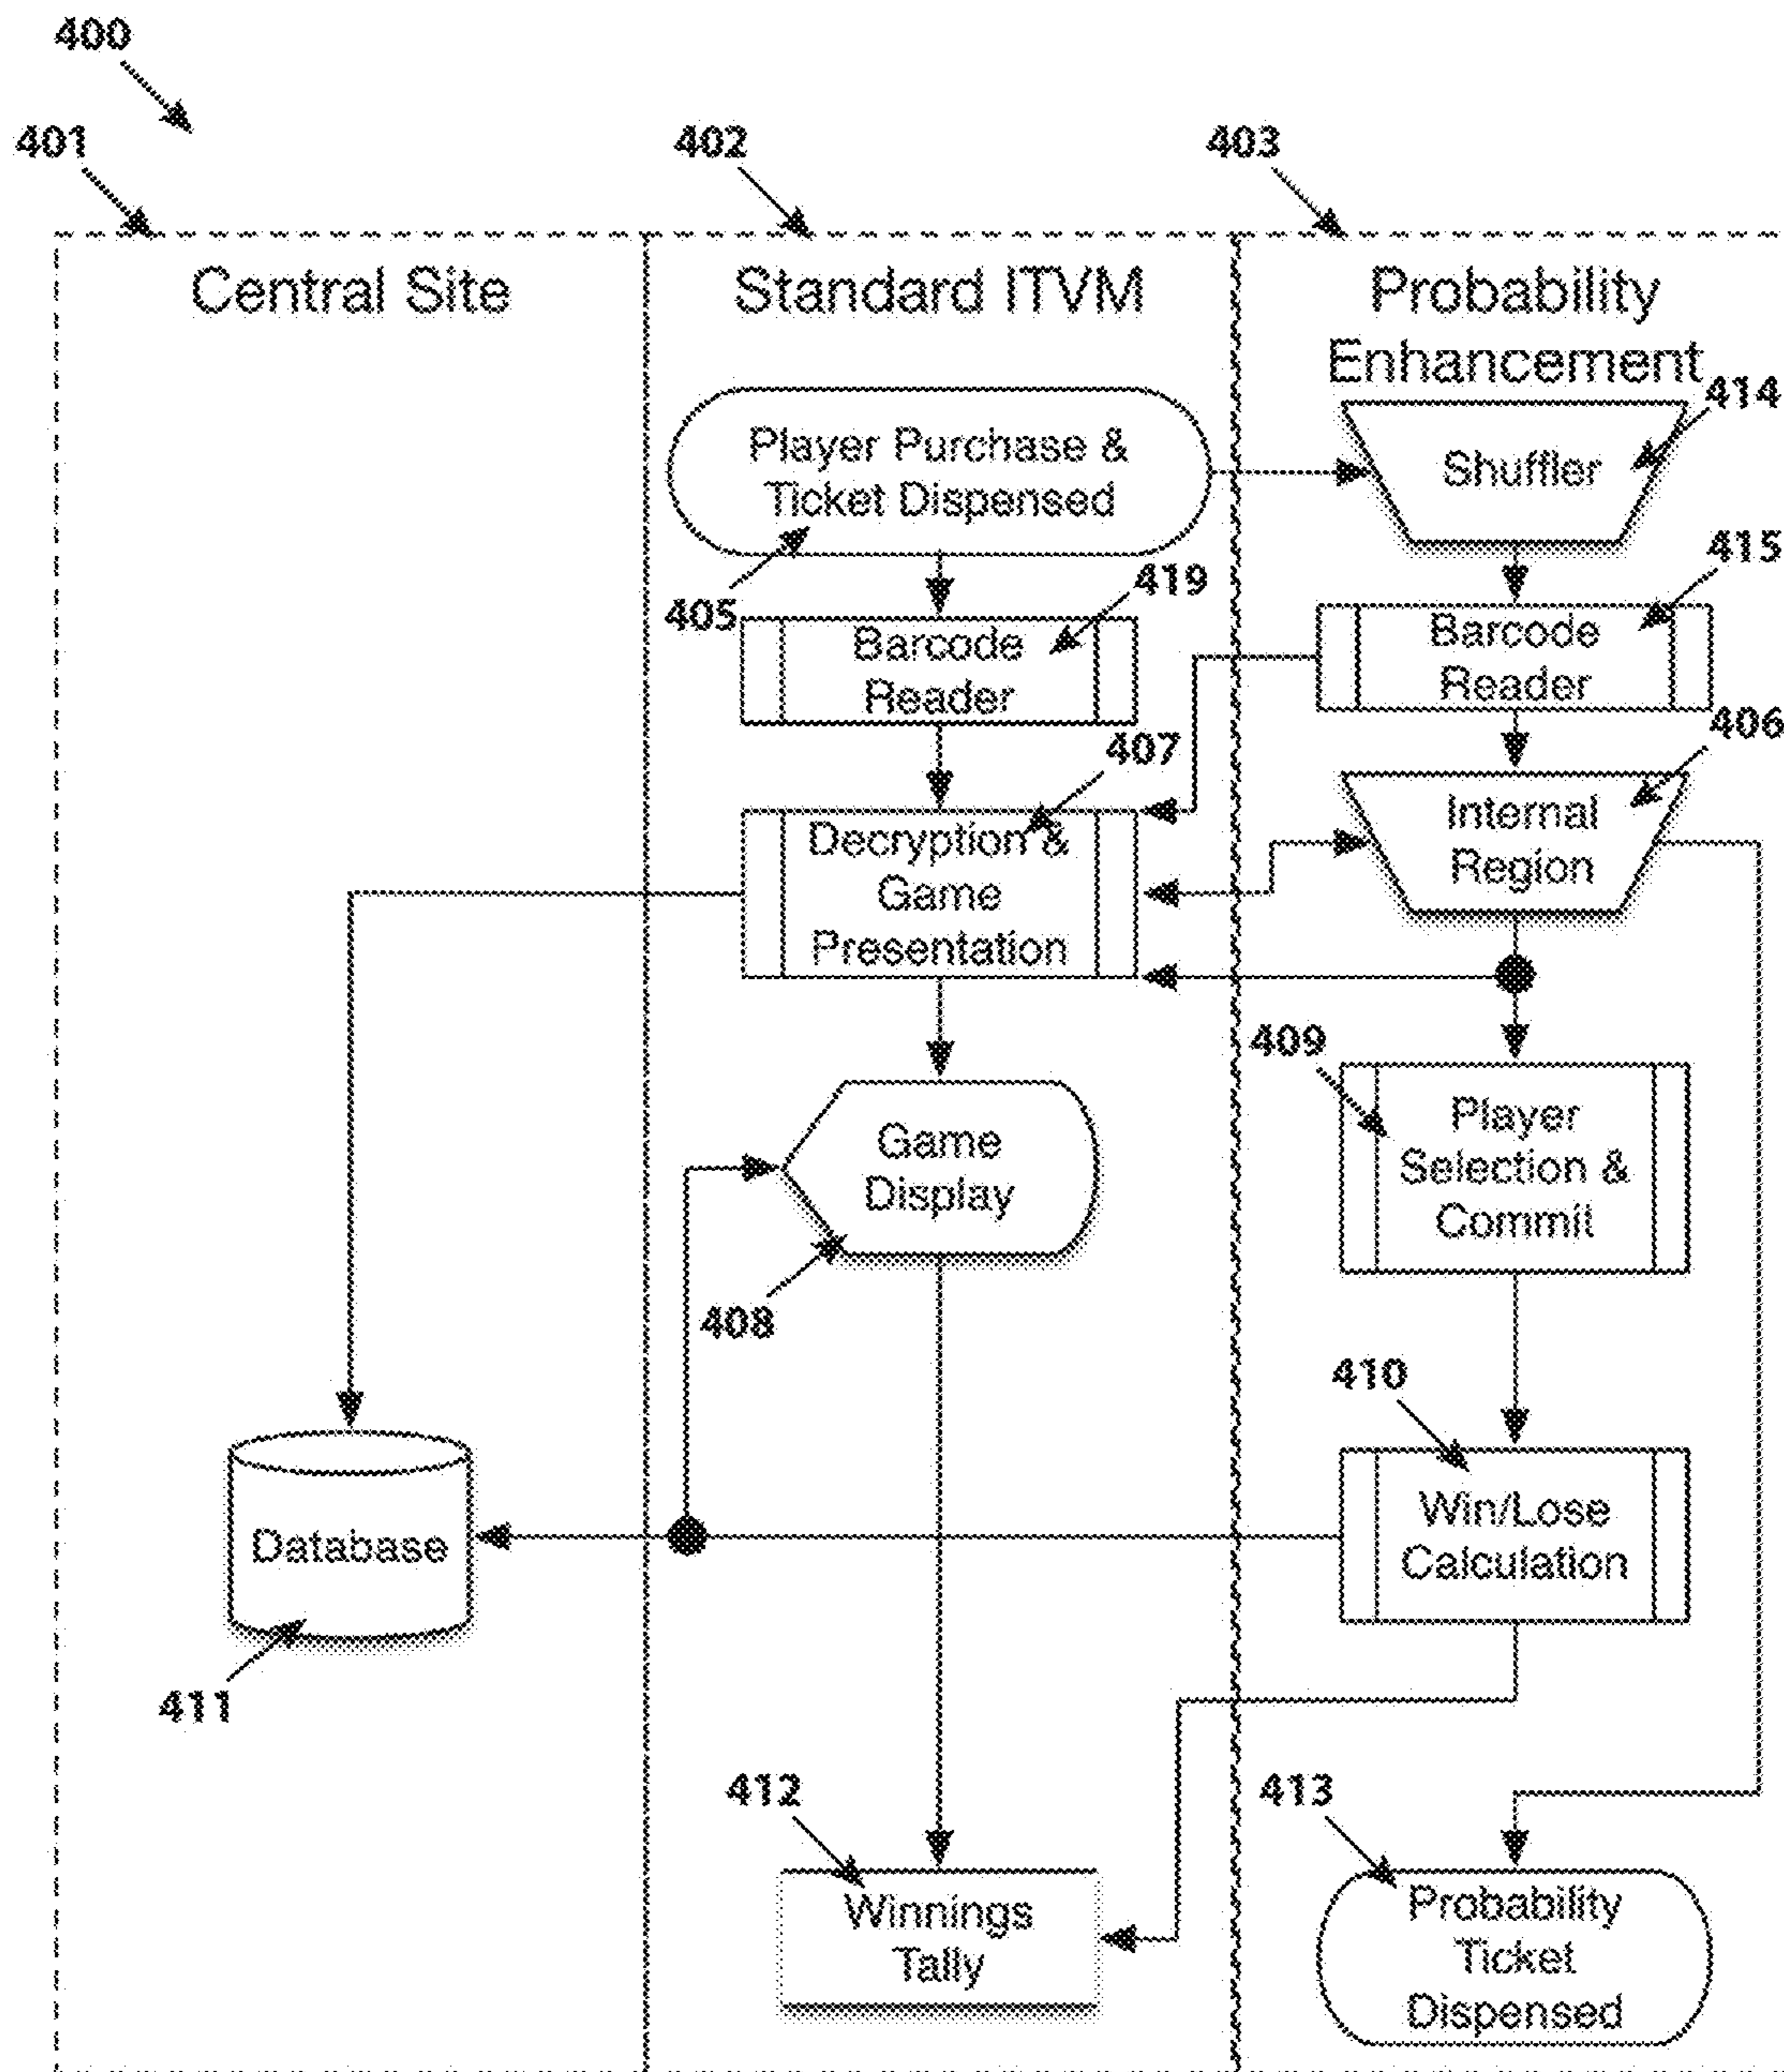 400
401
402
403
Central Site
Standard ITVM
Probability
Enhancement
414
Player Purchase &
Ticket Dispensed
Shuffler
405
419
415
Barcode
Reader
Barcode
Reader
407
406
Decryption &
Game
Presentation
Internal
Region
409
Game
Display
Player
Selection &
Commit
408
410
Database
Win/Lose
Calculation
411
412
413
Winnings
Tally
Probability
Ticket
Dispensed